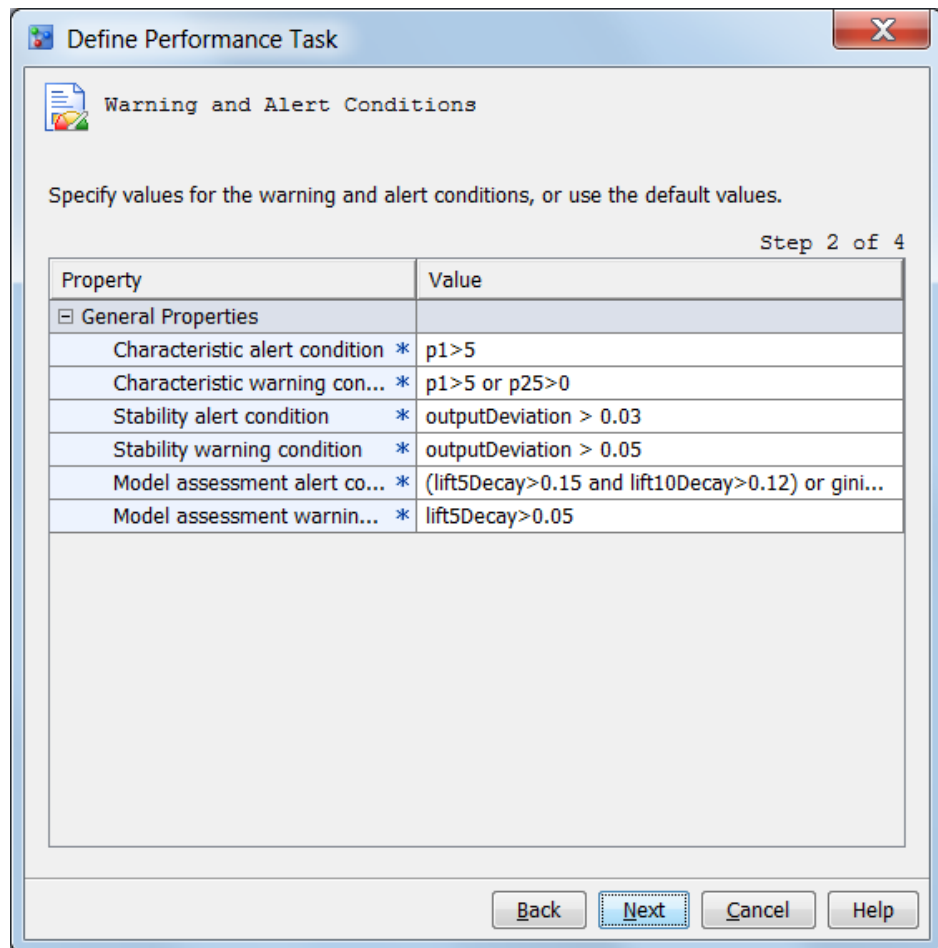 Define Performance Task
Warning and Alert Conditions
Specify values for the warning and alert conditions, or use the default values.
Step 2 of 4
Property Value
General Properties
Characteristic alert condition * p1>5
Characteristic warning con... * p1>5 or p25>0
Stability alert condition * outputDeviation > 0.03
Stability warning condition * outputDeviation > 0.05
Model assessment alert co... * (lift5Decay>0.15 and lift10Decay>0.12) or gini...
Model assessment warnin... * lift5Decay>0.05
Back Next Cancel Help